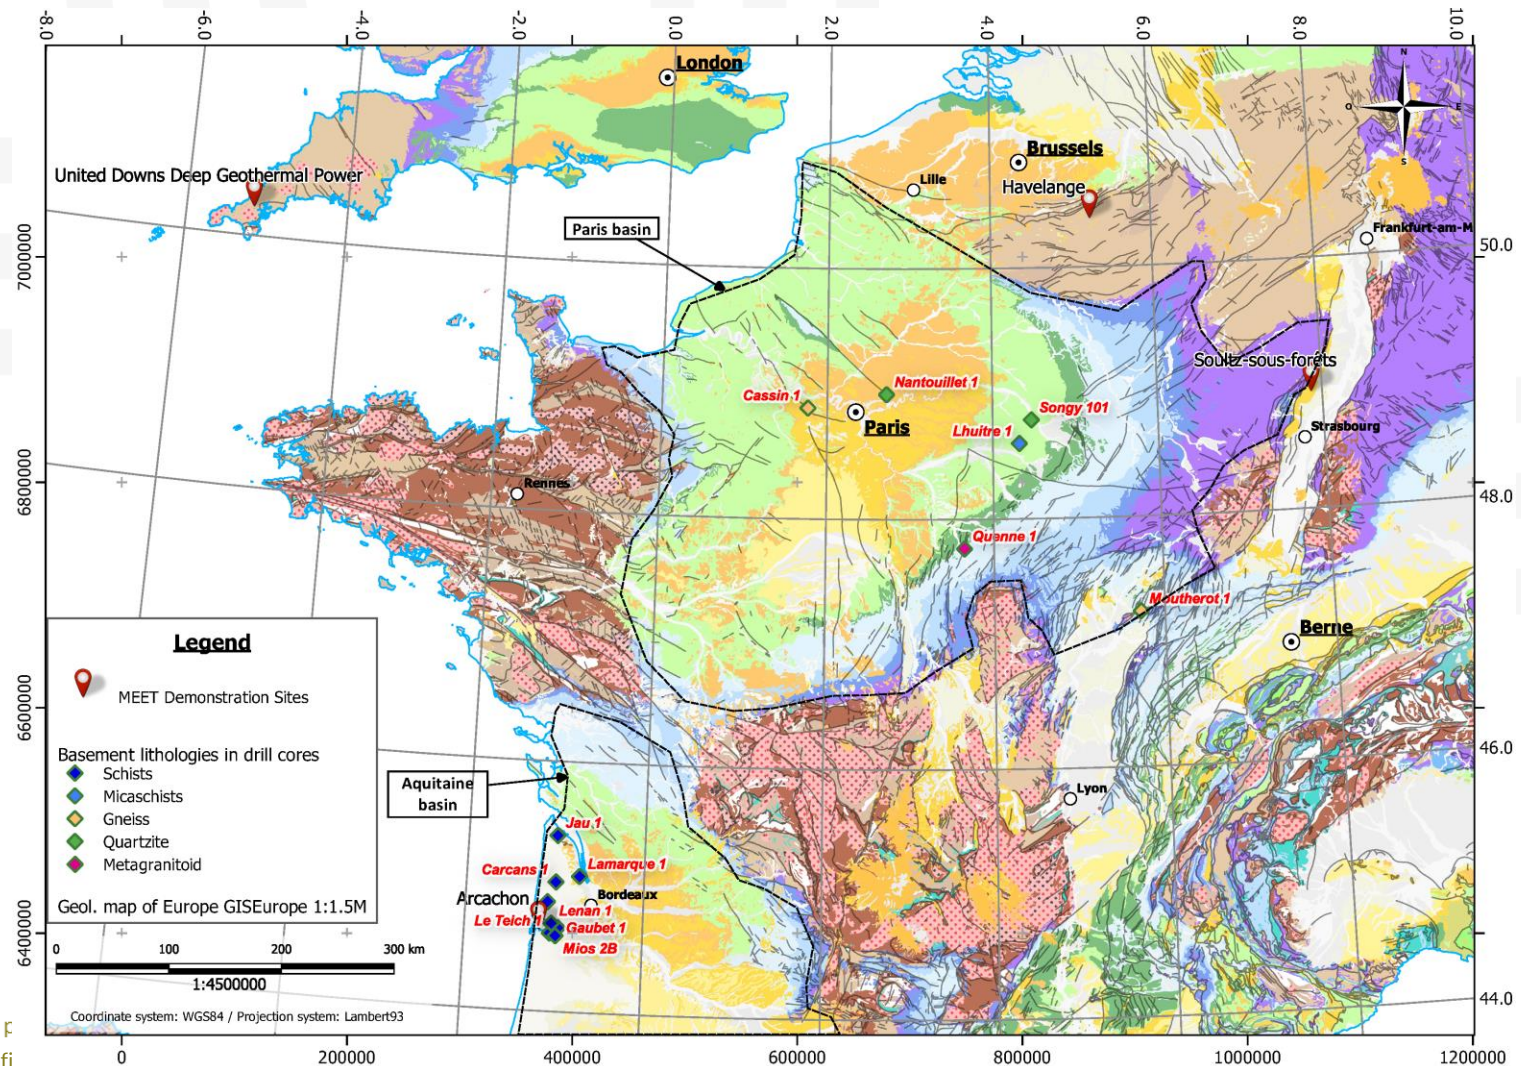 -8.0
-6.0
-4.0
-2.0
0.0
2.0
4.0
6.0
8.0
10.0
London
United Downs Deep Geothermal Power
Brussels
Lille
Havelange
Frankfurt-am-M
N
O
E
S
Paris basin
7000000
50.0
Soultz-sous-forêts
Nantouillet 1
Cassin 1
Songy 101
Paris
Lhuitre 1
Strasbourg
6800000
Rennes
48.0
Quenne 1
Moutherot 1
Berne
Legend
MEET Demonstration Sites
6600000
Basement lithologies in drill cores
Schists
Micaschists
Gneiss
Quartzite
Metagranitoid
46.0
Aquitaine
basin
Lyon
Jau 1
Lamarque 1
Carcans 1
Bordeaux
Arcachon
Lenan 1
Le Teich 1
Gaubet 1
Mios 2B
Geol. map of Europe GISEurope 1:1.5M
6400000
0 100 200 300 km
1:4500000
44.0
Coordinate system: WGS84 / Projection system: Lambert93
0
200000
400000
600000
800000
1000000
1200000